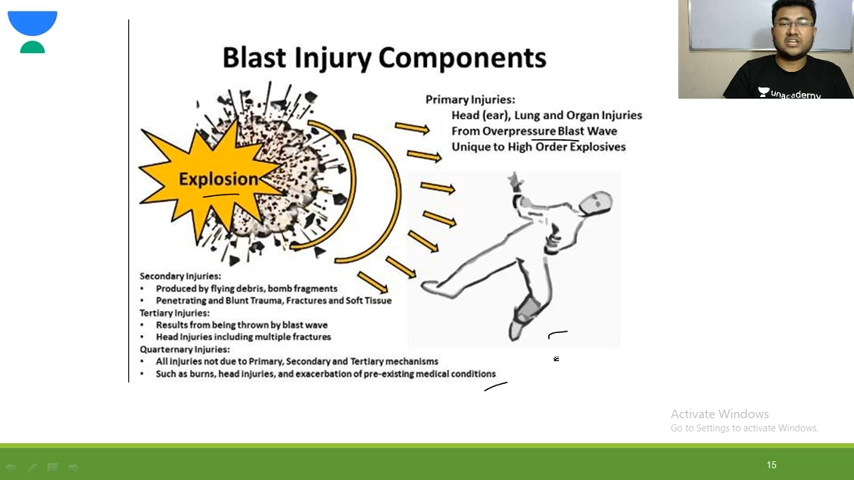 unacademy
Blast Injury Components
Primary Injuries:
Head (ear), Lung and Organ Injuries
From Overpressure Blast Wave
Unique to High Order Explosives
Explosion
Secondary Injuries:
• Produced by flying debris, bomb fragments
• Penetrating and Blunt Trauma, Fractures and Soft Tissue
Tertiary Injuries:
• Results from being thrown by blast wave
• Head Injuries including multiple fractures
Quarternary Injuries:
• All injuries not due to Primary, Secondary and Tertiary mechanisms
• Such as burns, head injuries, and exacerbation of pre-existing medical conditions
Activate Windows
Go to Settings to activate Windows.
15